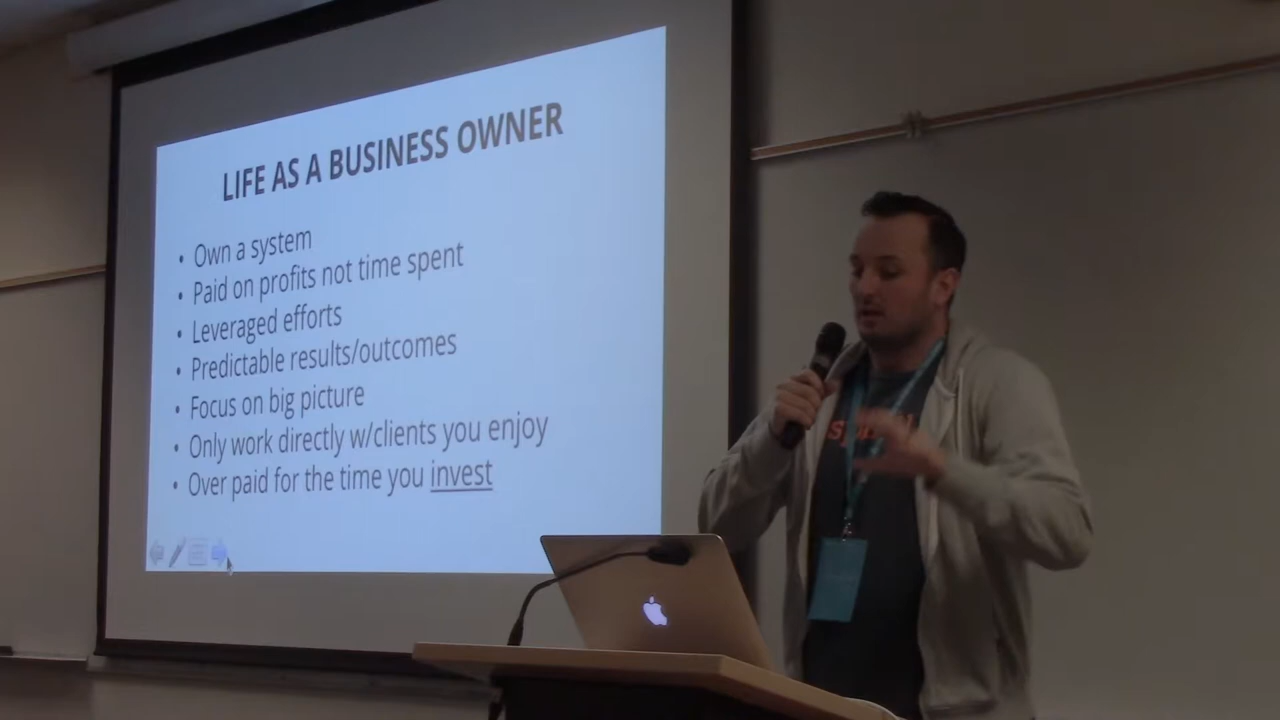 LIFE AS A BUSINESS OWNER
• Own a system
• Paid on profits not time spent
• Leveraged efforts
• Predictable results/outcomes
• Focus on big picture
• Only work directly w/clients you enjoy
• Over paid for the time you invest